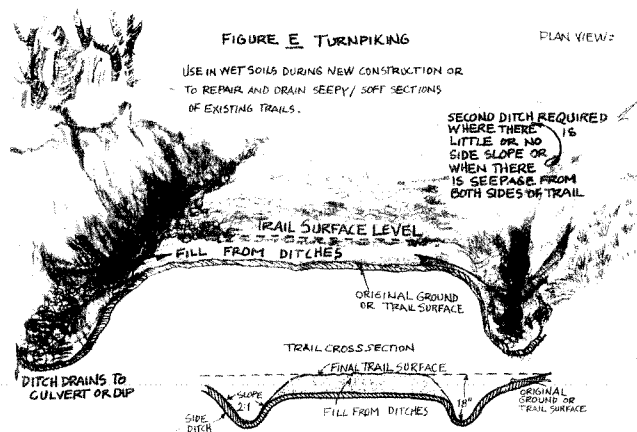 FIGURE E TURNPIKING
PLAN VIEW:
USE IN WET SOILS DURING NEW CONSTRUCTION OR
TO REPAIR AND DRAIN SEEPY/SOFT SECTIONS
OF EXISTING TRAILS.
SECOND DITCH REQUIRED
WHERE THERE IS
LITTLE OR NO
SIDE SLOPE OR
WHEN THERE
IS SEEPAGE FROM
BOTH SIDES OF TRAIL
TRAIL SURFACE LEVEL
FILL FROM DITCHES
ORIGINAL GROUND
OR TRAIL SURFACE
DITCH DRAINS TO
CULVERT OR DIP
TRAIL CROSS SECTION
FINAL TRAIL SURFACE
SLOPE
2:1
18"
FILL FROM DITCHES
SIDE
DITCH
ORIGINAL
GROUND OR
TRAIL SURFACE